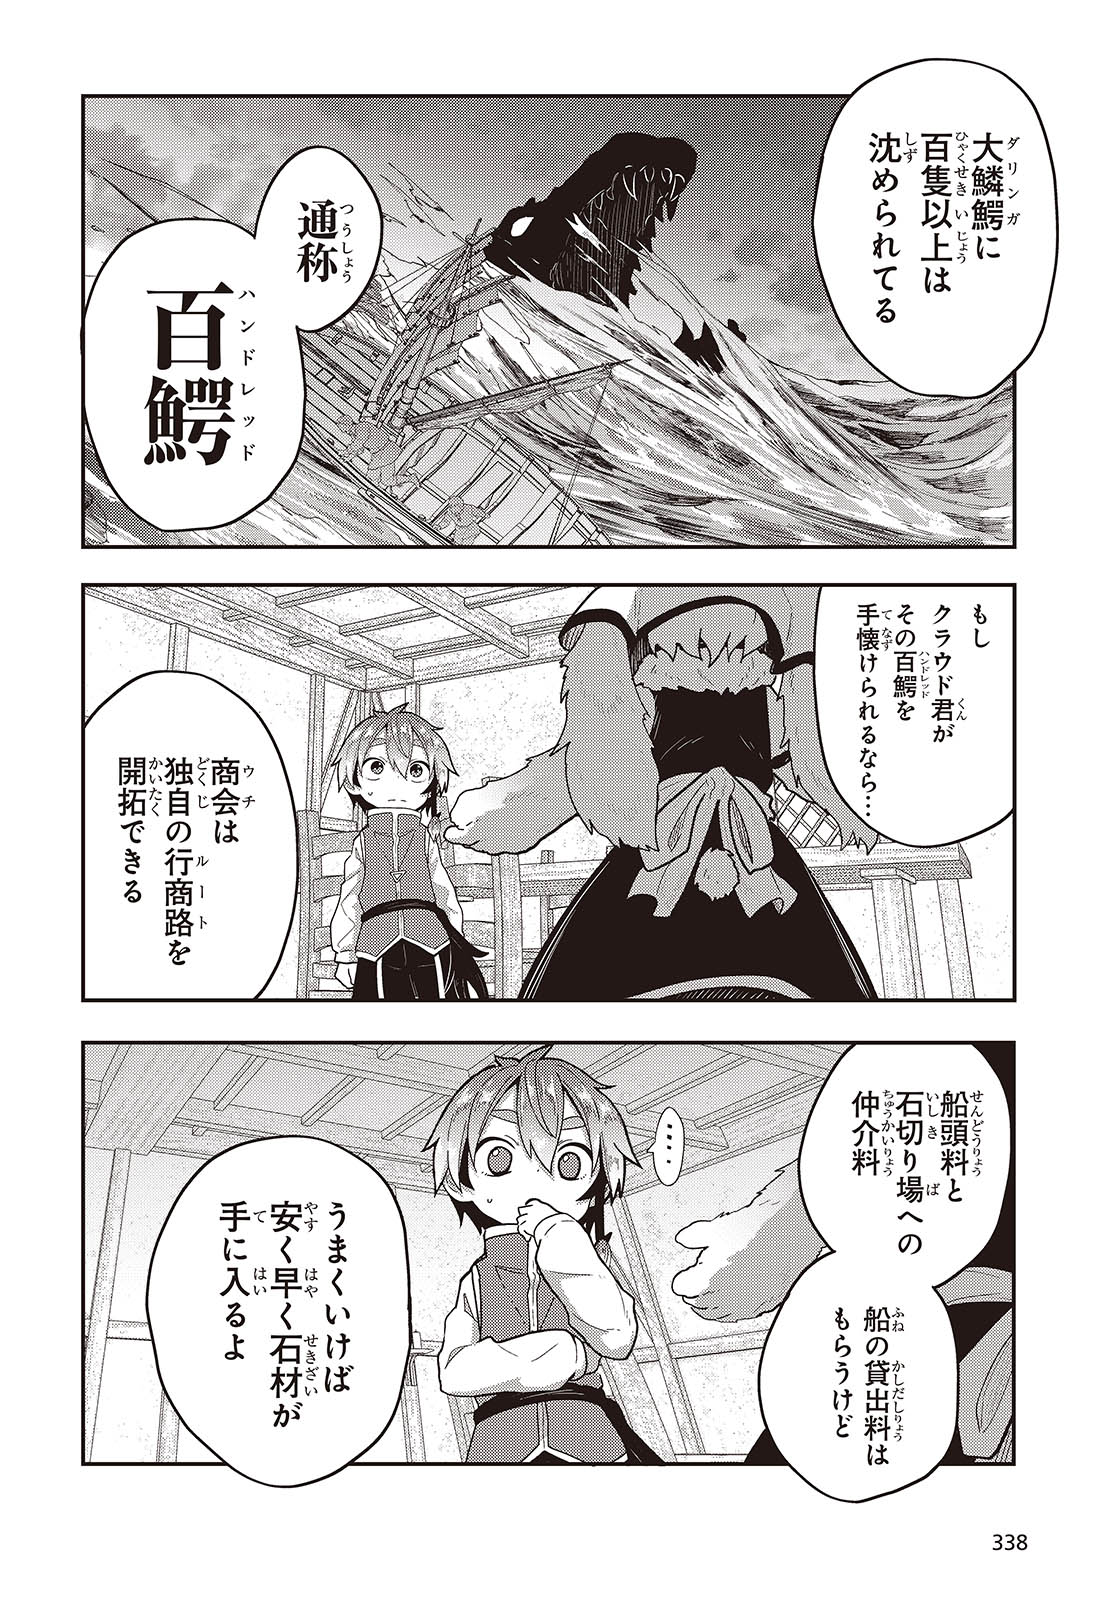 大鱗鰐に
百隻以上は
沈められてる
通称
百鰐
もし
クラウド君が
その百鰐を
手懐けられるなら…
商会は
独自の行商路を
開拓できる
船頭料と
石切り場への
仲介料
船の貸出料は
もらうけど
……
うまくいけば
安く早く石材が
手に入るよ
338